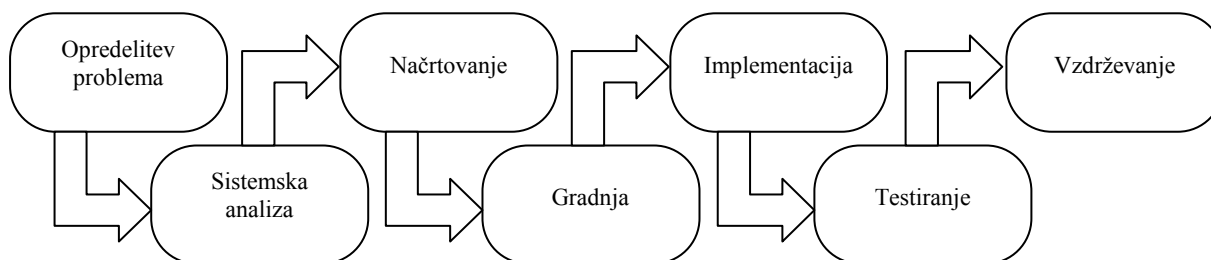 Opredelitev
problema
Sistemska
analiza
Načrtovanje
Gradnja
Implementacija
Testiranje
Vzdrževanje